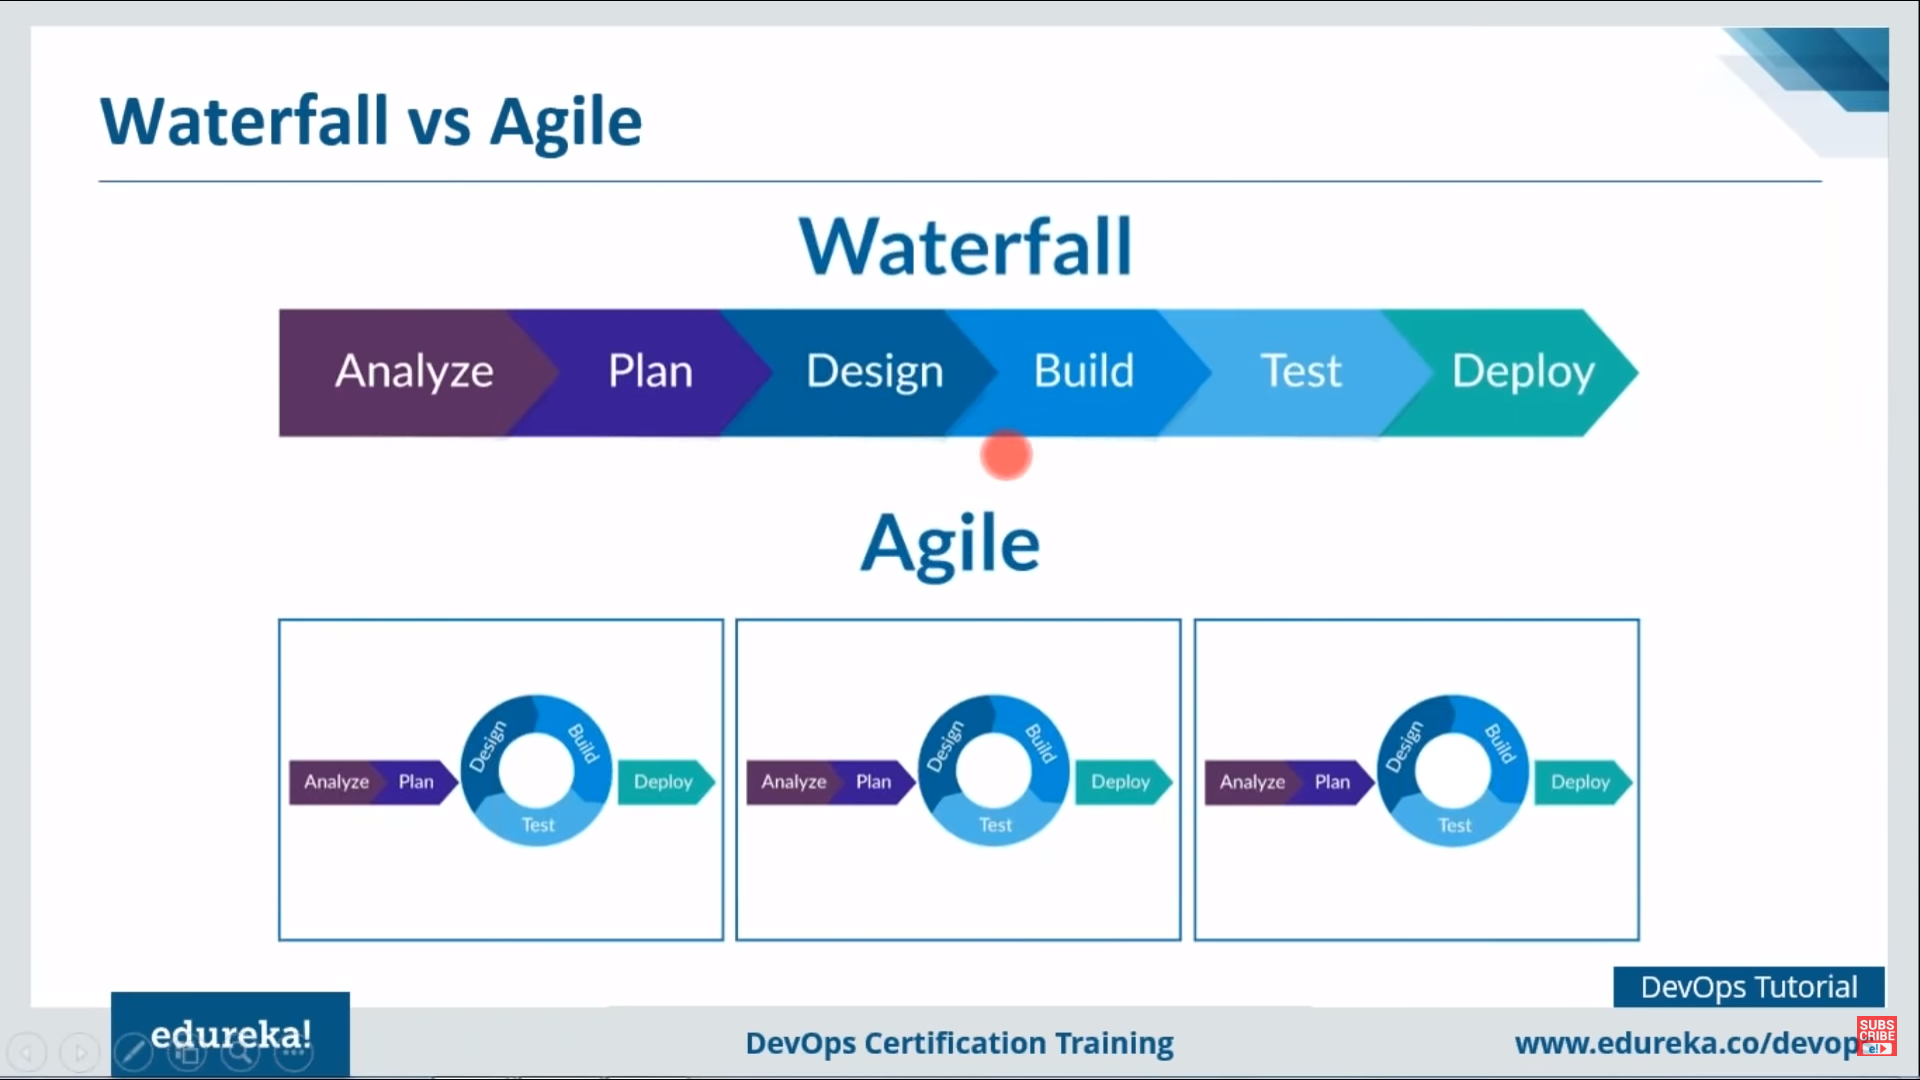 Waterfall vs Agile
Waterfall
Analyze Plan Design Build Test Deploy
Agile
Analyze Plan Design Build Test Deploy
Analyze Plan Design Build Test Deploy
Analyze Plan Design Build Test Deploy
DevOps Tutorial
edureka!
DevOps Certification Training
www.edureka.co/devop
SUBS
CRIBE
e!